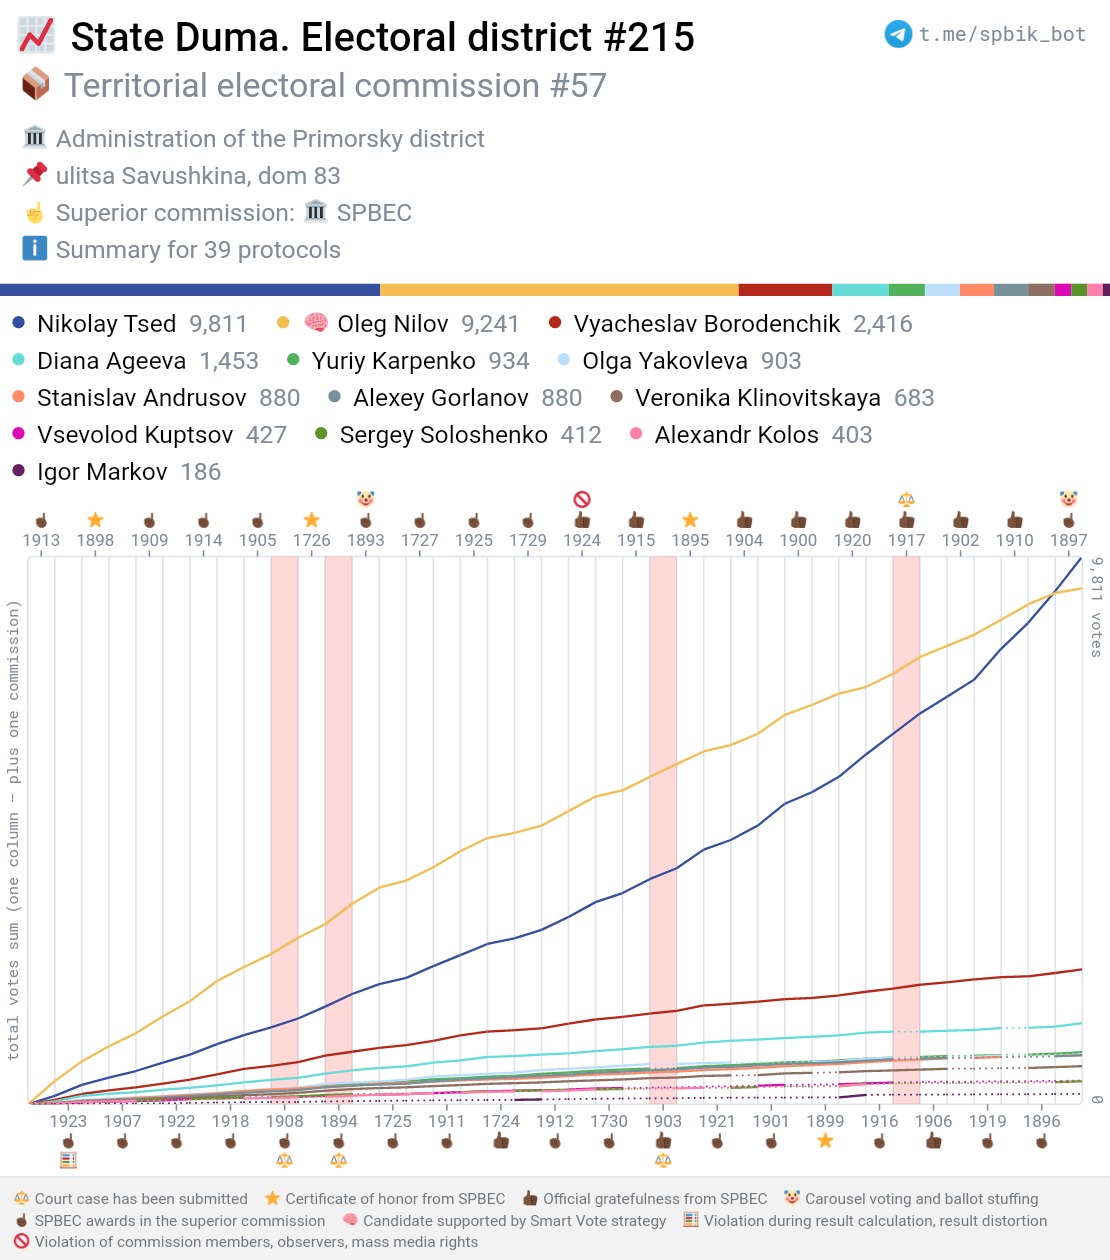 State Duma. Electoral district #215
t.me/spbik_bot
Territorial electoral commission #57
Administration of the Primorsky district
ulitsa Savushkina, dom 83
Superior commission: SPBEC
Summary for 39 protocols
Nikolay Tsed 9,811 Oleg Nilov 9,241 Vyacheslav Borodenchik 2,416
Diana Ageeva 1,453 Yuriy Karpenko 934 Olga Yakovleva 903
Stanislav Andrusov 880 Alexey Gorlanov 880 Veronika Klinovitskaya 683
Vsevolod Kuptsov 427 Sergey Soloshenko 412 Alexandr Kolos 403
Igor Markov 186
1913 1898 1909 1914 1905 1726 1893 1727 1925 1729 1924 1915 1895 1904 1900 1920 1917 1902 1910 1897
9,811 votes
total votes sum (one column – plus one commission)
0
1923 1907 1922 1918 1908 1894 1725 1911 1724 1912 1730 1903 1921 1901 1899 1916 1906 1919 1896
Court case has been submitted Certificate of honor from SPBEC Official gratefulness from SPBEC Carousel voting and ballot stuffing
SPBEC awards in the superior commission Candidate supported by Smart Vote strategy Violation during result calculation, result distortion
Violation of commission members, observers, mass media rights